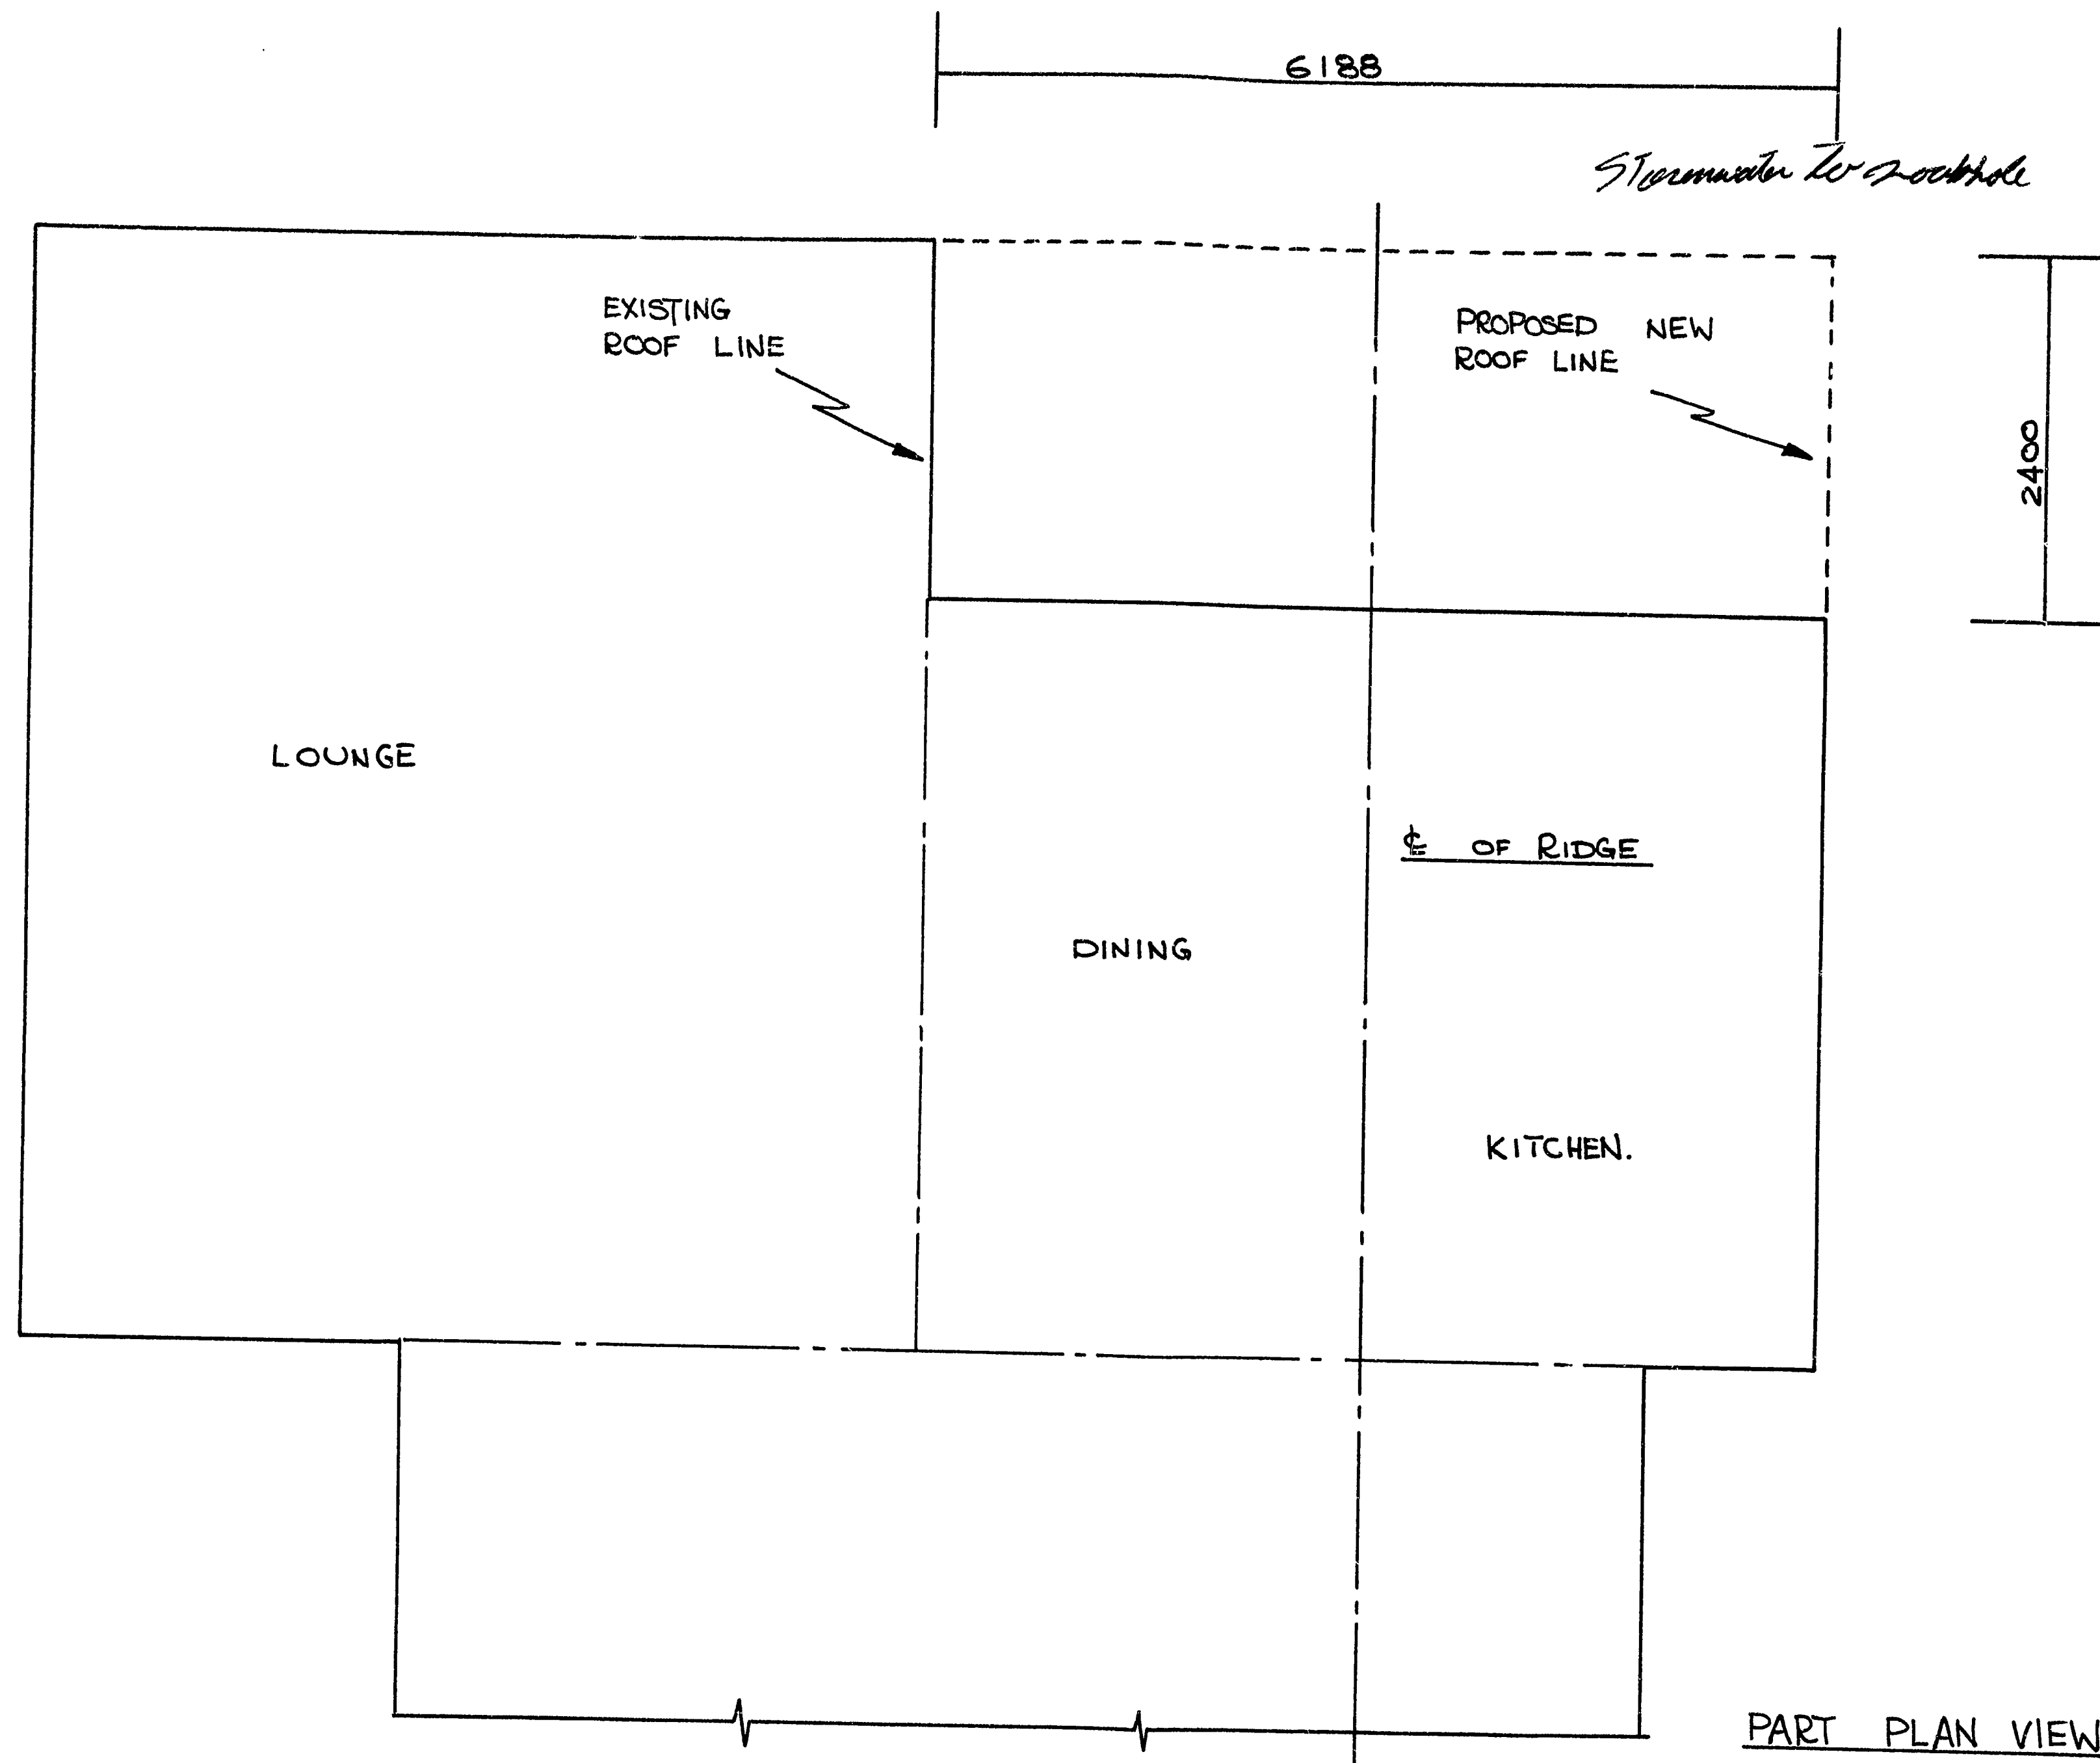 6188
Stormwater to soakhole
EXISTING
ROOF LINE
PROPOSED NEW
ROOF LINE
2400
LOUNGE
℄ OF RIDGE
DINING
KITCHEN.
PART PLAN VIEW